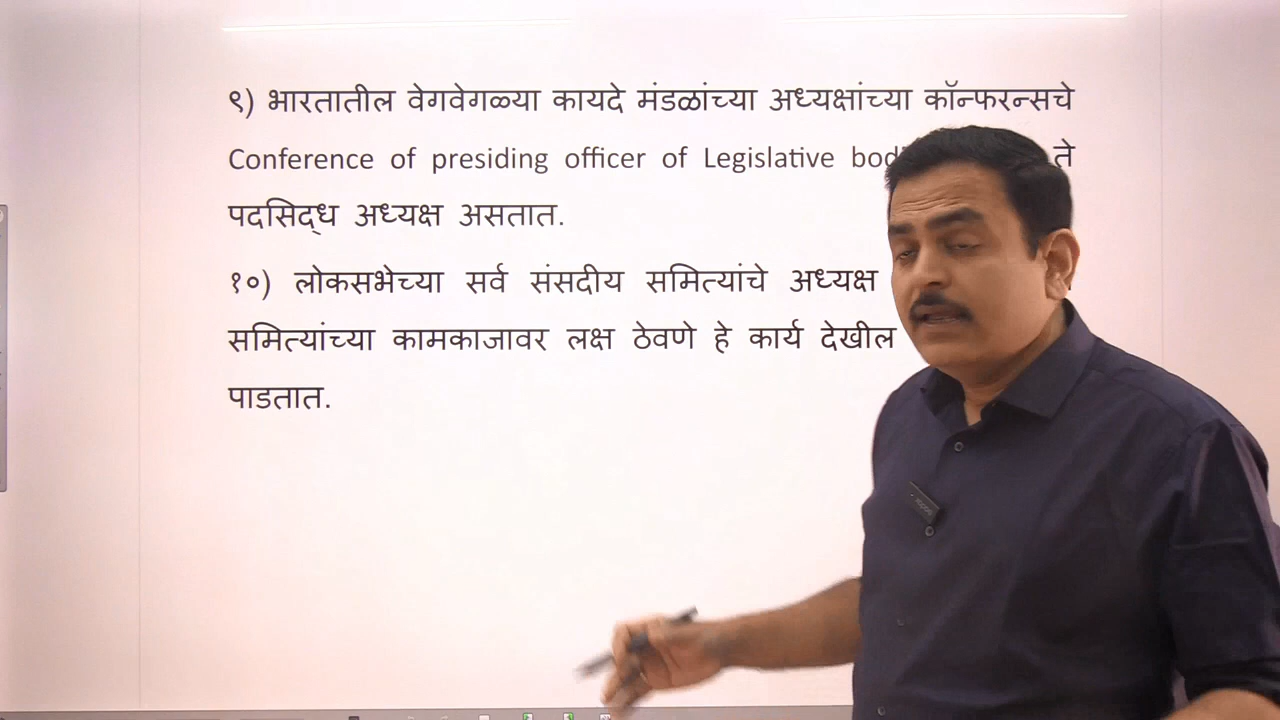 ९) भारतातील वेगवेगळ्या कायदे मंडळांच्या अध्यक्षांच्या कॉन्फरन्सचे
Conference of presiding officer of Legislative ते
पदसिद्ध अध्यक्ष असतात.
१०) लोकसभेच्या सर्व संसदीय समित्यांचे अध्यक्ष
समित्यांच्या कामकाजावर लक्ष ठेवणे हे कार्य देखील
पाडतात.